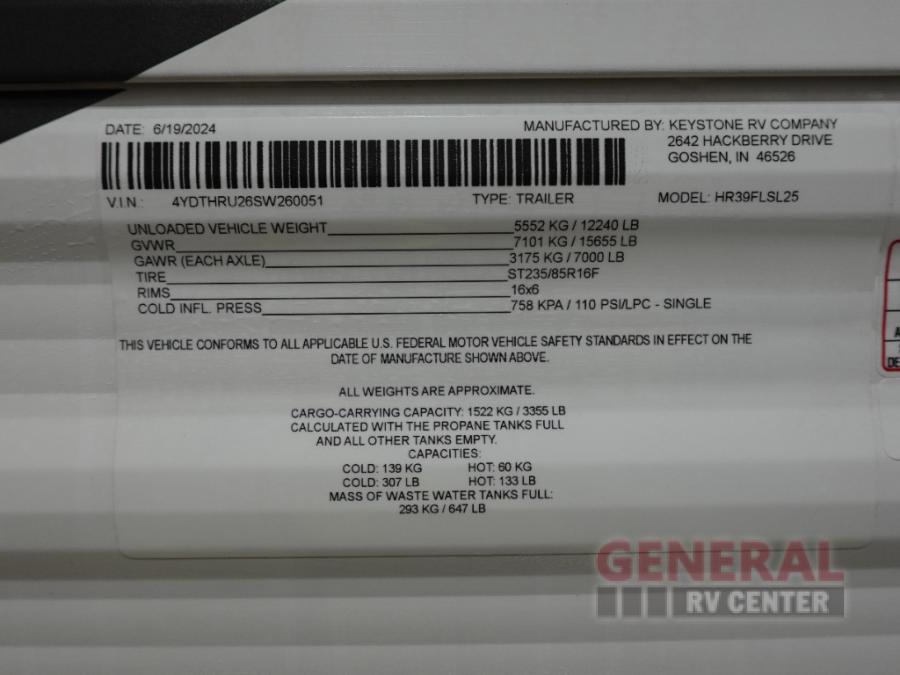 DATE: 6/19/2024
MANUFACTURED BY: KEYSTONE RV COMPANY
2642 HACKBERRY DRIVE
GOSHEN, IN 46526
V.I.N.: 4YDTHRU26SW260051 TYPE: TRAILER MODEL: HR39FLSL25
UNLOADED VEHICLE WEIGHT 5552 KG / 12240 LB
GVWR 7101 KG / 15655 LB
GAWR (EACH AXLE) 3175 KG / 7000 LB
TIRE ST235/85R16F
RIMS 16x6
COLD INFL. PRESS 758 KPA / 110 PSI/LPC - SINGLE
THIS VEHICLE CONFORMS TO ALL APPLICABLE U.S. FEDERAL MOTOR VEHICLE SAFETY STANDARDS IN EFFECT ON THE
DATE OF MANUFACTURE SHOWN ABOVE.
ALL WEIGHTS ARE APPROXIMATE.
CARGO-CARRYING CAPACITY: 1522 KG / 3355 LB
CALCULATED WITH THE PROPANE TANKS FULL
AND ALL OTHER TANKS EMPTY.
CAPACITIES:
COLD: 139 KG HOT: 60 KG
COLD: 307 LB HOT: 133 LB
MASS OF WASTE WATER TANKS FULL:
293 KG / 647 LB
GENERAL
RV CENTER